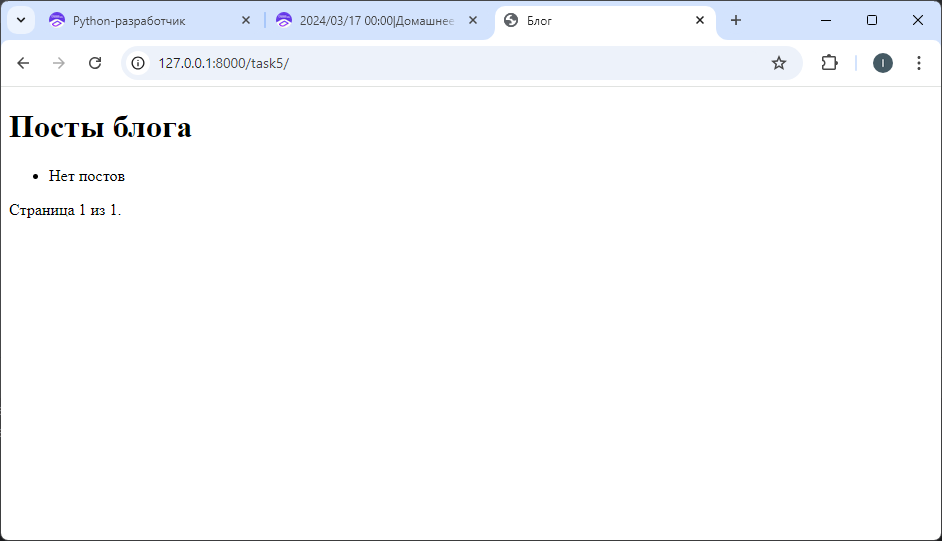 Python-разработчик
2024/03/17 00:00|Домашнее
Блог
127.0.0.1:8000/task5/
I
Посты блога
Нет постов
Страница 1 из 1.